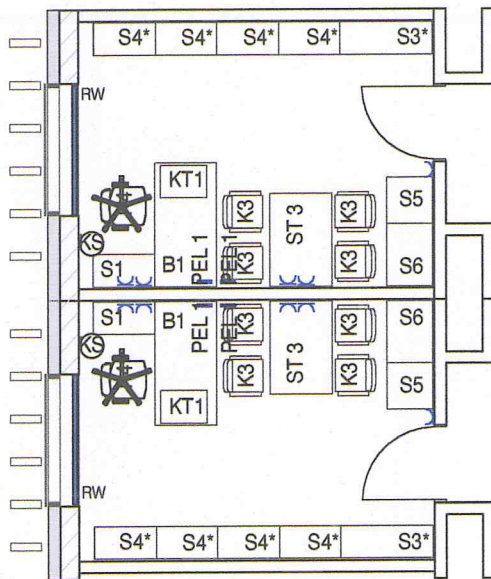 S4* S4* S4* S4* S3*
RW
KT1
K3 K3
S5
KS
S1 B1 PEL 1 PEL 1 K3 ST 3 K3 S6
S1 B1 PEL 1 PEL 1 K3 ST 3 K3 S6
KS
K3 K3
S5
KT1
RW
S4* S4* S4* S4* S3*